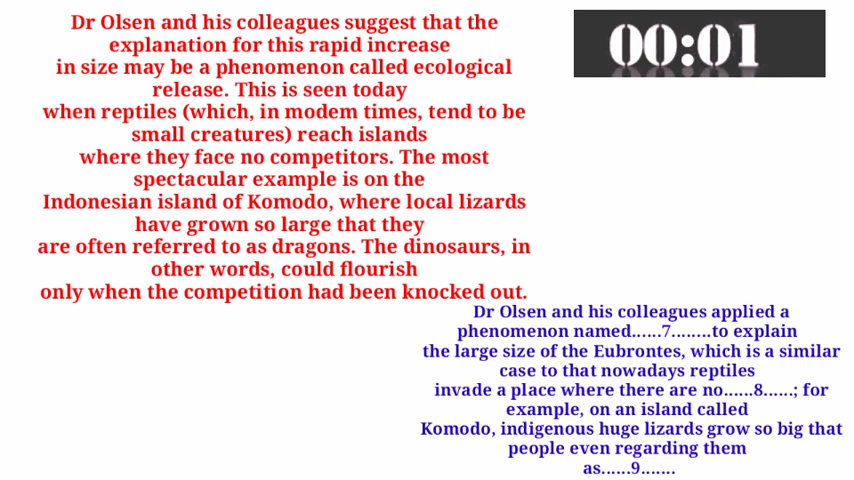 Dr Olsen and his colleagues suggest that the
explanation for this rapid increase
in size may be a phenomenon called ecological
release. This is seen today
when reptiles (which, in modem times, tend to be
small creatures) reach islands
where they face no competitors. The most
spectacular example is on the
Indonesian island of Komodo, where local lizards
have grown so large that they
are often referred to as dragons. The dinosaurs, in
other words, could flourish
only when the competition had been knocked out.
00:01
Dr Olsen and his colleagues applied a
phenomenon named......7........to explain
the large size of the Eubrontes, which is a similar
case to that nowadays reptiles
invade a place where there are no......8......; for
example, on an island called
Komodo, indigenous huge lizards grow so big that
people even regarding them
as......9.......